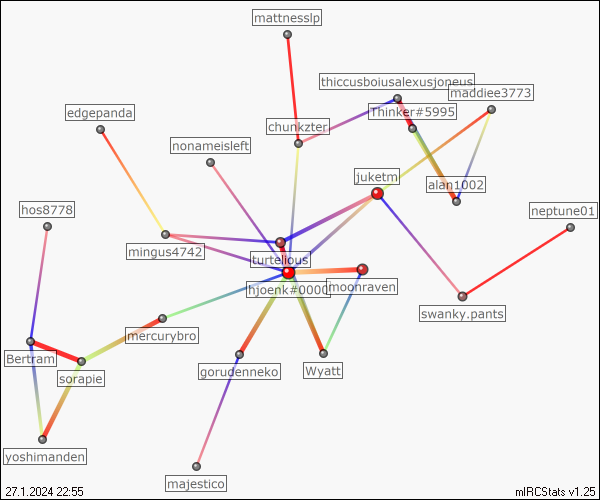 mattnesslp
thiccusboiusalexusjoneus
maddiee3773
edgepanda
Thinker#5995
chunkzter
nonameisleft
juketm
alan1002
hos8778
neptune01
mingus4742
turtelious
hjoenk#0000
moonraven
swanky.pants
mercurybro
Bertram
sorapie
gorudenneko
Wyatt
yoshimanden
majestico
27.1.2024 22:55
mIRCStats v1.25